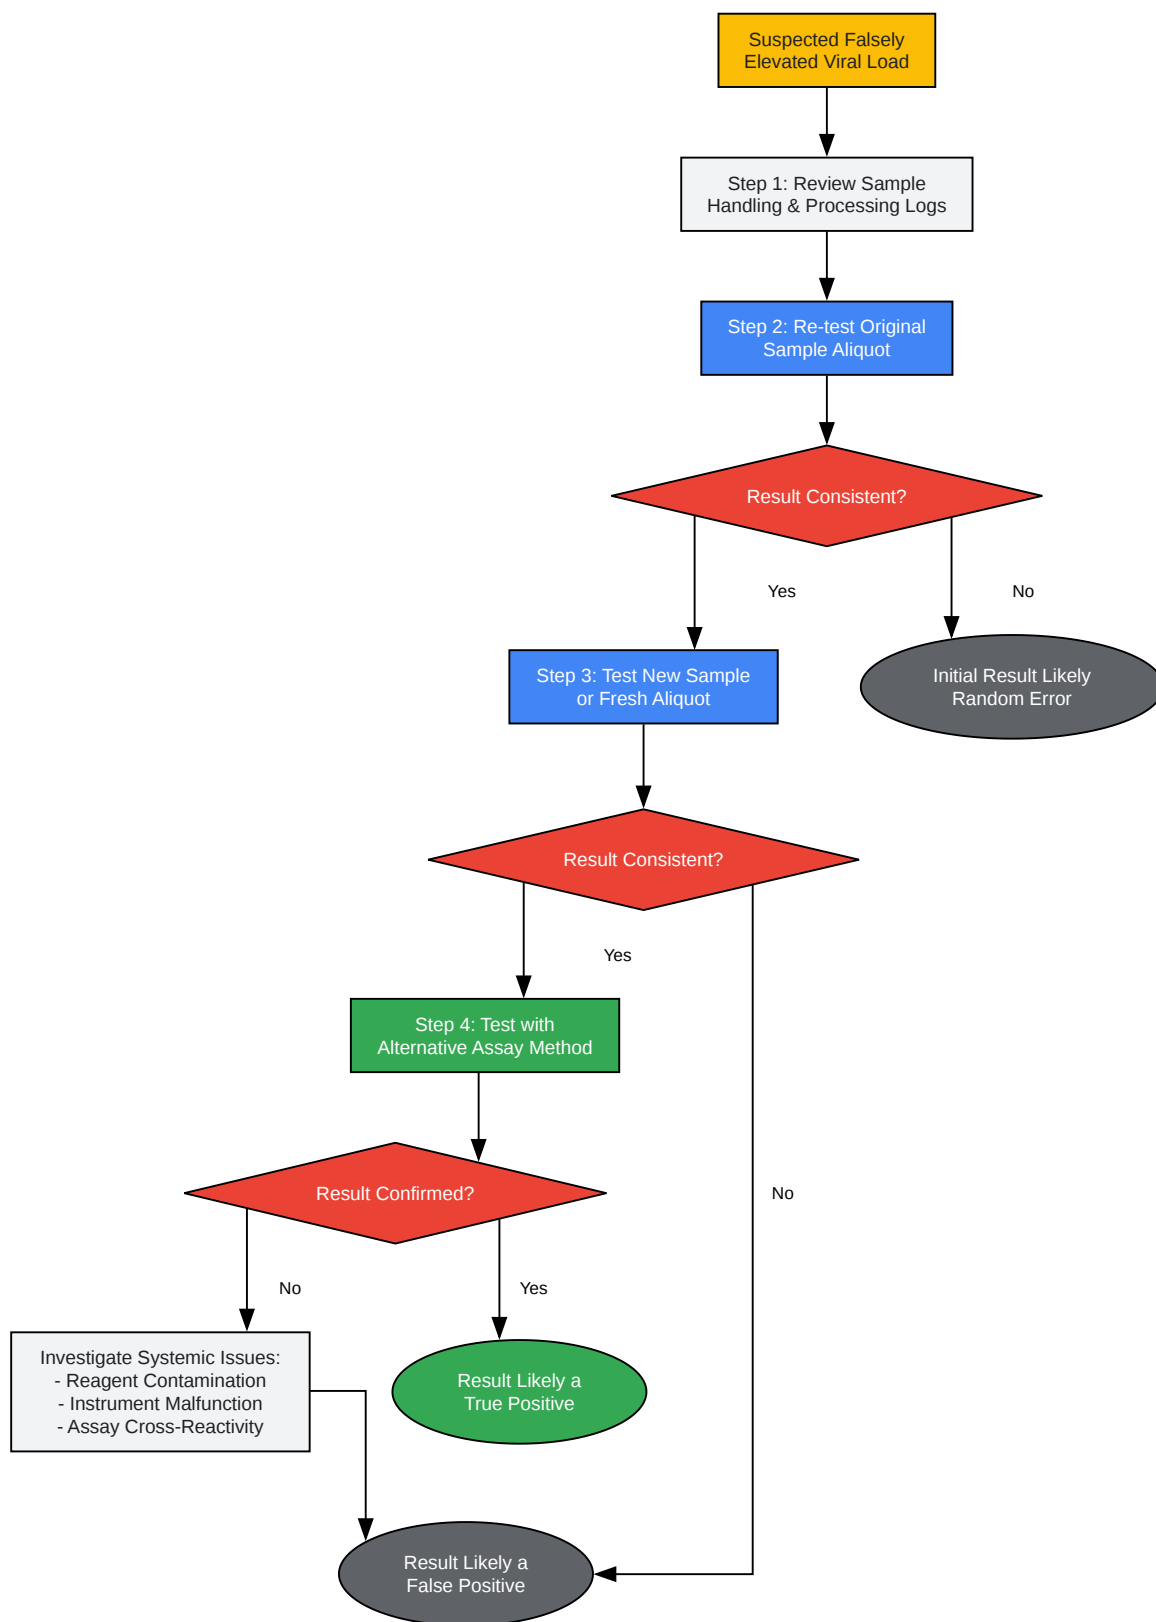 Suspected Falsely
Elevated Viral Load
Step 1: Review Sample
Handling & Processing Logs
Step 2: Re-test Original
Sample Aliquot
Result Consistent?
Yes
No
Step 3: Test New Sample
or Fresh Aliquot
Initial Result Likely
Random Error
Result Consistent?
Yes
Step 4: Test with
Alternative Assay Method
Result Confirmed?
No
No
Yes
Investigate Systemic Issues:
- Reagent Contamination
- Instrument Malfunction
- Assay Cross-Reactivity
Result Likely a
True Positive
Result Likely a
False Positive